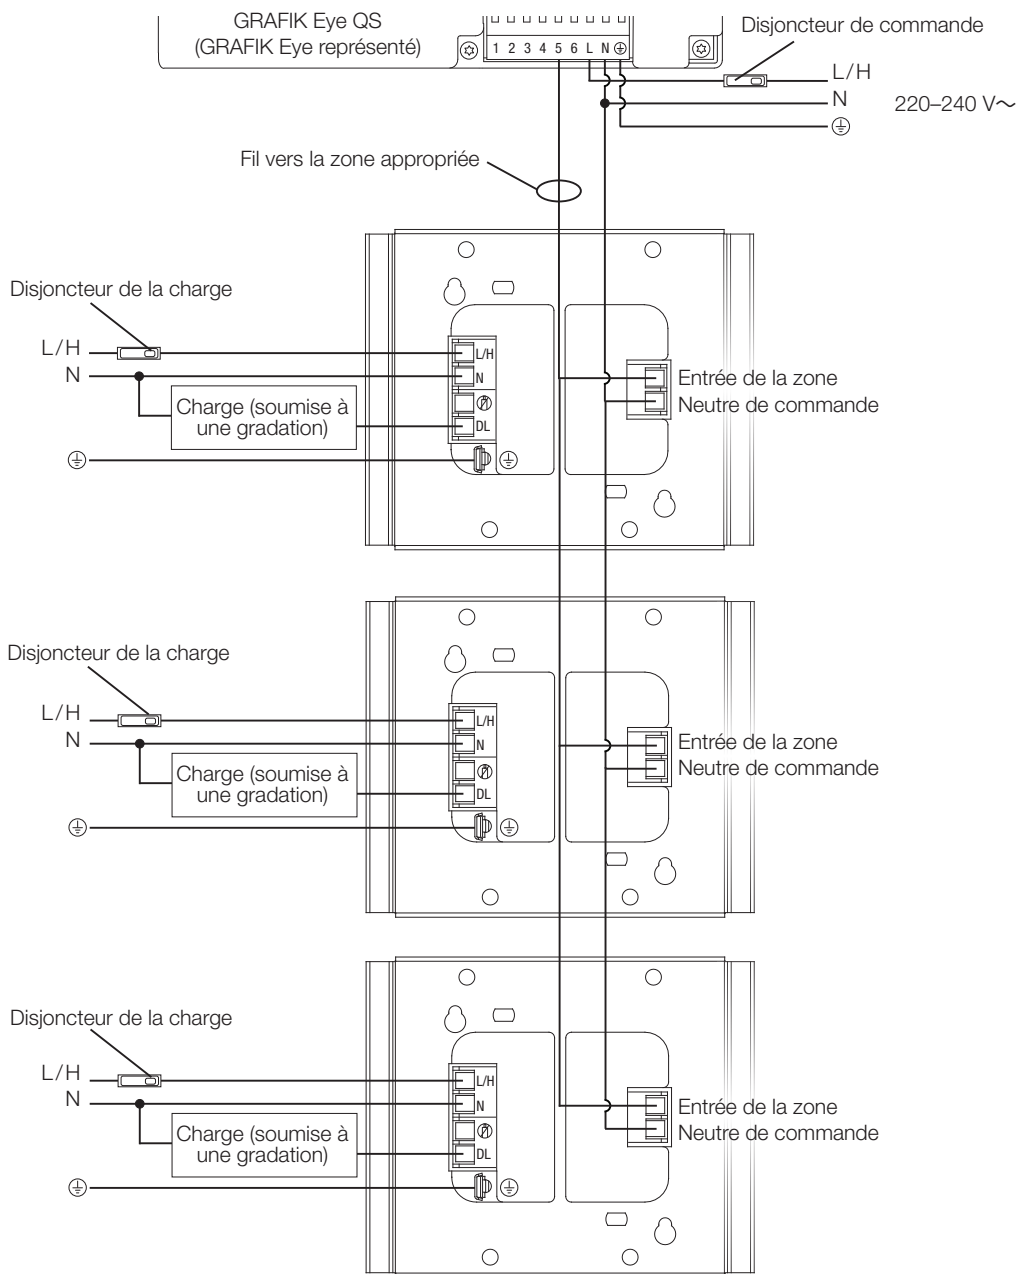 GRAFIK Eye QS
(GRAFIK Eye représenté)
1 2 3 4 5 6 L N
Disjoncteur de commande
L/H
N
220–240 V~
Fil vers la zone appropriée
Disjoncteur de la charge
L/H
N
Charge (soumise à
une gradation)
L/H
N
DL
Entrée de la zone
Neutre de commande
Disjoncteur de la charge
L/H
N
Charge (soumise à
une gradation)
L/H
N
DL
Entrée de la zone
Neutre de commande
Disjoncteur de la charge
L/H
N
Charge (soumise à
une gradation)
L/H
N
DL
Entrée de la zone
Neutre de commande